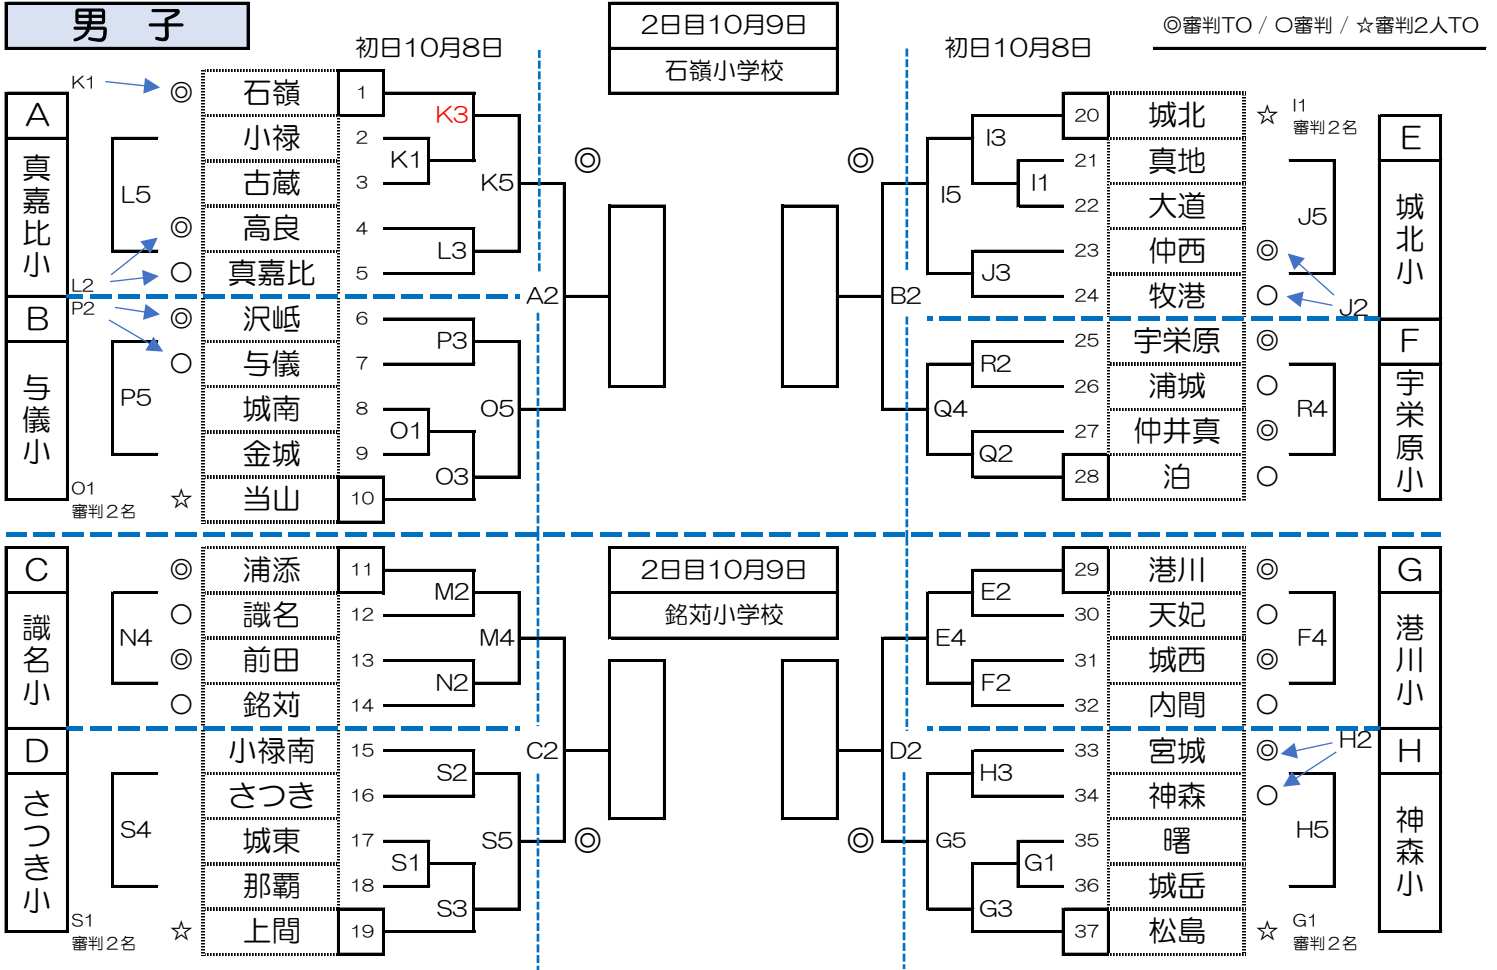 男 子
初日10月8日
2日目10月9日
石嶺小学校
初日10月8日
◎審判TO / ○審判 / ☆審判2人TO
A
真嘉比小
L5
K1
◎ 石嶺 1
小禄 2
古蔵 3
◎ 高良 4
○ 真嘉比 5
L2
K3
K1
K5
L3
B
与儀小
P5
P2
◎ 沢岻 6
○ 与儀 7
城南 8
金城 9
☆ 当山 10
O1
審判2名
P3
O1
O5
O3
A2
◎
C
識名小
N4
◎ 浦添 11
○ 識名 12
◎ 前田 13
○ 銘苅 14
M2
M4
N2
D
さつき小
S4
小禄南 15
さつき 16
城東 17
那覇 18
☆ 上間 19
S1
審判2名
S2
S1
S5
S3
C2
◎
2日目10月9日
銘苅小学校
◎
B2
I3
I1
I5
J3
20 城北 ☆
I1
審判2名
21 真地
22 大道
23 仲西 ◎
24 牧港 ○
J2
J5
E
城北小
R2
Q4
Q2
25 宇栄原 ◎
26 浦城 ○
27 仲井真 ◎
28 泊 ○
R4
F
宇栄原小
E2
E4
F2
29 港川 ◎
30 天妃 ○
31 城西 ◎
32 内間 ○
F4
G
港川小
D2
◎
H3
G5
G1
G3
33 宮城 ◎
34 神森 ○
35 曙
36 城岳
37 松島 ☆
G1
審判2名
H2
H5
H
神森小